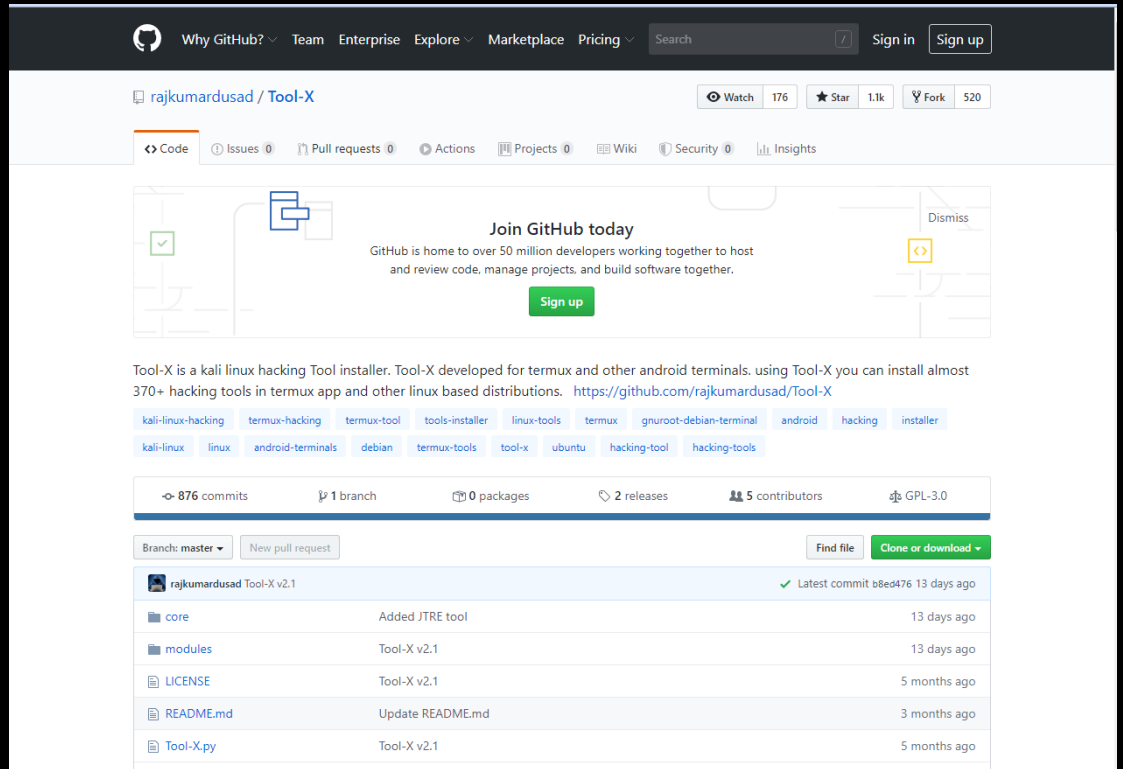 Why GitHub? Team Enterprise Explore Marketplace Pricing Search / Sign in Sign up
rajkumardusad / Tool-X Watch 176 Star 1.1k Fork 520
Code Issues 0 Pull requests 0 Actions Projects 0 Wiki Security 0 Insights
Dismiss
Join GitHub today
GitHub is home to over 50 million developers working together to host
and review code, manage projects, and build software together.
Sign up
Tool-X is a kali linux hacking Tool installer. Tool-X developed for termux and other android terminals. using Tool-X you can install almost
370+ hacking tools in termux app and other linux based distributions. https://github.com/rajkumardusad/Tool-X
kali-linux-hacking termux-hacking termux-tool tools-installer linux-tools termux gnuroot-debian-terminal android hacking installer
kali-linux linux android-terminals debian termux-tools tool-x ubuntu hacking-tool hacking-tools
876 commits 1 branch 0 packages 2 releases 5 contributors GPL-3.0
Branch: master New pull request Find file Clone or download
rajkumardusad Tool-X v2.1 Latest commit b8ed476 13 days ago
core Added JTRE tool 13 days ago
modules Tool-X v2.1 13 days ago
LICENSE Tool-X v2.1 5 months ago
README.md Update README.md 3 months ago
Tool-X.py Tool-X v2.1 5 months ago